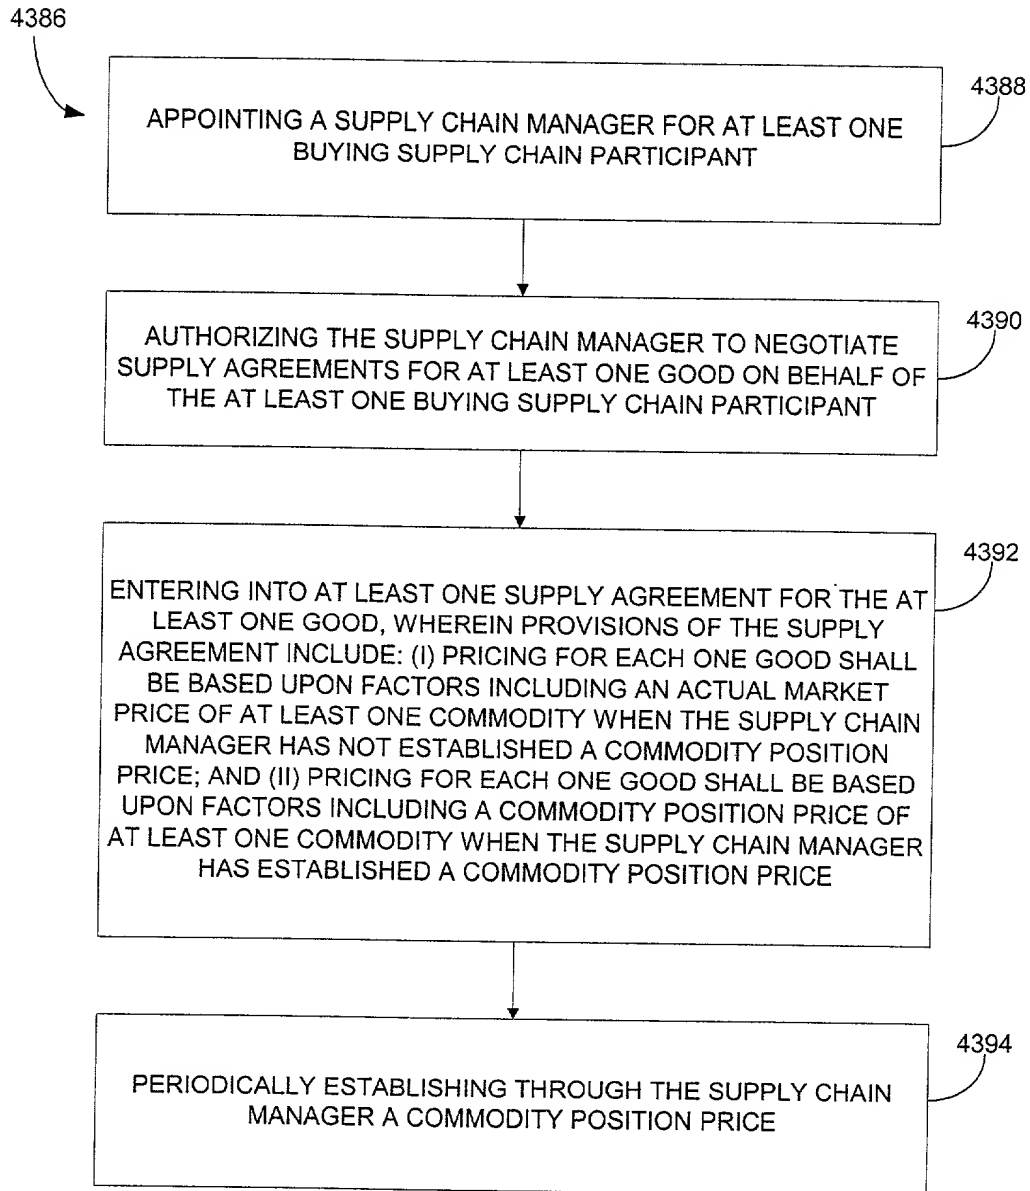 4386
4388
APPOINTING A SUPPLY CHAIN MANAGER FOR AT LEAST ONE
BUYING SUPPLY CHAIN PARTICIPANT
4390
AUTHORIZING THE SUPPLY CHAIN MANAGER TO NEGOTIATE
SUPPLY AGREEMENTS FOR AT LEAST ONE GOOD ON BEHALF OF
THE AT LEAST ONE BUYING SUPPLY CHAIN PARTICIPANT
4392
ENTERING INTO AT LEAST ONE SUPPLY AGREEMENT FOR THE AT
LEAST ONE GOOD, WHEREIN PROVISIONS OF THE SUPPLY
AGREEMENT INCLUDE: (I) PRICING FOR EACH ONE GOOD SHALL
BE BASED UPON FACTORS INCLUDING AN ACTUAL MARKET
PRICE OF AT LEAST ONE COMMODITY WHEN THE SUPPLY CHAIN
MANAGER HAS NOT ESTABLISHED A COMMODITY POSITION
PRICE; AND (II) PRICING FOR EACH ONE GOOD SHALL BE BASED
UPON FACTORS INCLUDING A COMMODITY POSITION PRICE OF
AT LEAST ONE COMMODITY WHEN THE SUPPLY CHAIN MANAGER
HAS ESTABLISHED A COMMODITY POSITION PRICE
4394
PERIODICALLY ESTABLISHING THROUGH THE SUPPLY CHAIN
MANAGER A COMMODITY POSITION PRICE